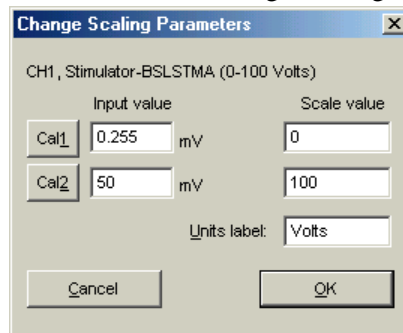 Change Scaling Parameters
CH1, Stimulator-BSLSTMA (0-100 Volts)
Input value Scale value
Cal1 0.255 mV 0
Cal2 50 mV 100
Units label: Volts
Cancel OK